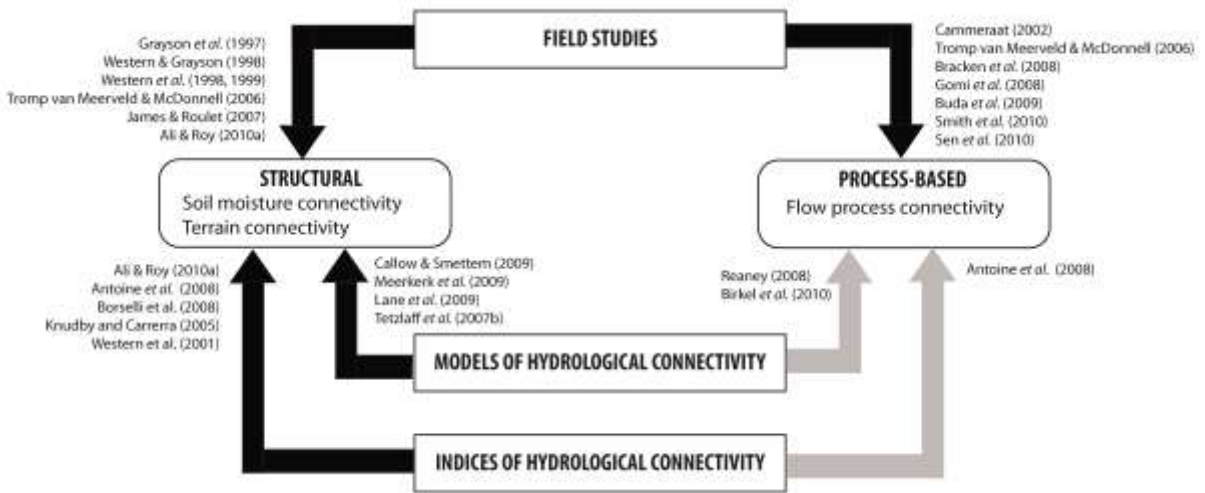 FIELD STUDIES
Grayson et al. (1997)
Western & Grayson (1998)
Western et al. (1998, 1999)
Tromp van Meerveld & McDonnell (2006)
James & Roulet (2007)
Ali & Roy (2010a)
Cammeraat (2002)
Tromp van Meerveld & McDonnell (2006)
Bracken et al. (2008)
Gomi et al. (2008)
Buda et al. (2009)
Smith et al. (2010)
Sen et al. (2010)
STRUCTURAL
Soil moisture connectivity
Terrain connectivity
PROCESS-BASED
Flow process connectivity
Ali & Roy (2010a)
Antoine et al. (2008)
Borselli et al. (2008)
Knudby and Carrerra (2005)
Western et al. (2001)
Callow & Smettem (2009)
Meerkerk et al. (2009)
Lane et al. (2009)
Tetzlaff et al. (2007b)
Reaney (2008)
Birkel et al. (2010)
Antoine et al. (2008)
MODELS OF HYDROLOGICAL CONNECTIVITY
INDICES OF HYDROLOGICAL CONNECTIVITY